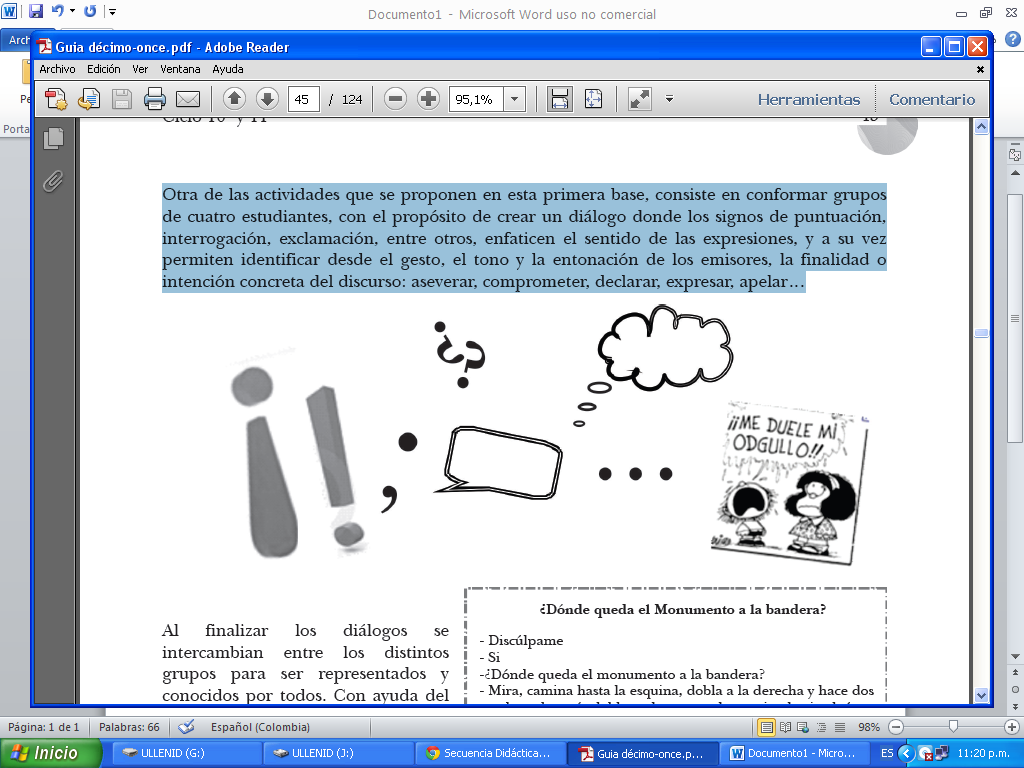 Documento1 - Microsoft Word uso no comercial
Guia décimo-once.pdf - Adobe Reader
Archivo Edición Ver Ventana Ayuda
45 / 124 95,1% Herramientas Comentario
Otra de las actividades que se proponen en esta primera base, consiste en conformar grupos
de cuatro estudiantes, con el propósito de crear un diálogo donde los signos de puntuación,
interrogación, exclamación, entre otros, enfaticen el sentido de las expresiones, y a su vez
permiten identificar desde el gesto, el tono y la entonación de los emisores, la finalidad o
intención concreta del discurso: aseverar, comprometer, declarar, expresar, apelar…
¿?
¡!
, .
...
¡¡ME DUELE MI
ODGULLO!!
¿Dónde queda el Monumento a la bandera?
- Discúlpame
- Si
-¿Dónde queda el monumento a la bandera?
- Mira, camina hasta la esquina, dobla a la derecha y hace dos
Al finalizar los diálogos se
intercambian entre los distintos
grupos para ser representados y
conocidos por todos. Con ayuda del
Página: 1 de 1 Palabras: 66 Español (Colombia) 98%
Inicio ULLENID (G:) ULLENID (J:) Secuencia Didáctica... Guia décimo-once.p... Documento1 - Micro... ES 11:20 p.m.